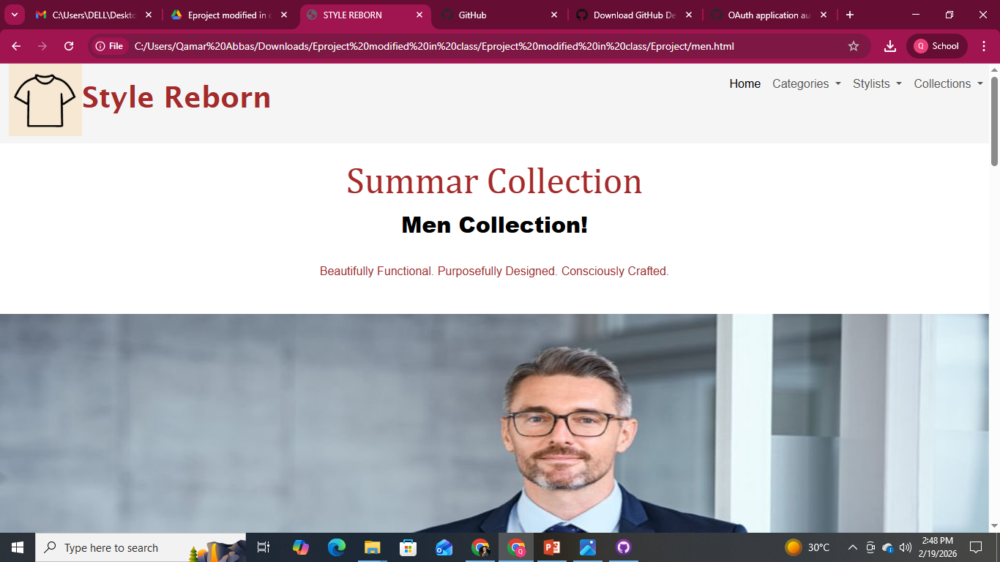 C:\Users\DELL\Deskto
Eproject modified in c
STYLE REBORN
GitHub
Download GitHub De
OAuth application au
File
C:/Users/Qamar%20Abbas/Downloads/Eproject%20modified%20in%20class/Eproject%20modified%20in%20class/Eproject/men.html
Q School
Style Reborn
Home Categories Stylists Collections
Summar Collection
Men Collection!
Beautifully Functional. Purposefully Designed. Consciously Crafted.
Type here to search
30°C
2:48 PM
2/19/2026